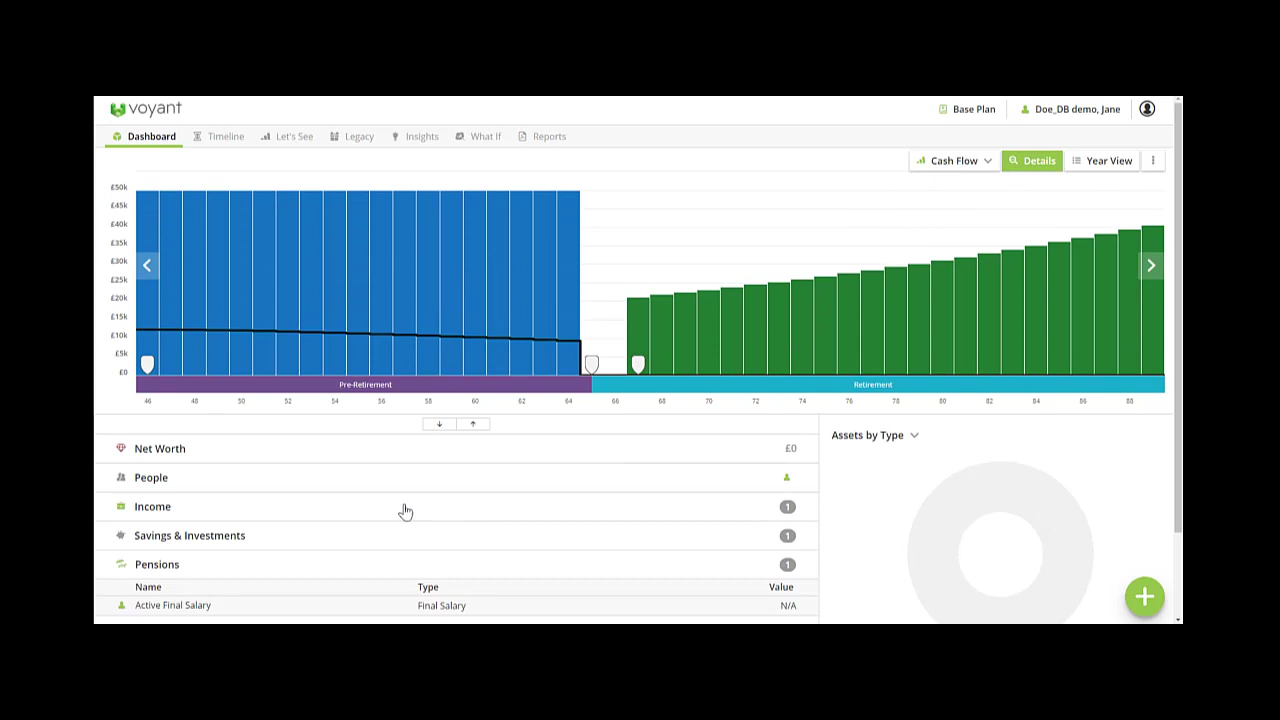 voyant
Base Plan
Doe_DB demo, Jane
Dashboard Timeline Let's See Legacy Insights What If Reports
Cash Flow Details Year View
£50k
£45k
£40k
£35k
£30k
£25k
£20k
£15k
£10k
£5k
£0
Pre-Retirement Retirement
46 48 50 52 54 56 58 60 62 64 66 68 70 72 74 76 78 80 82 84 86 88
Net Worth £0
Assets by Type
People
Income 1
Savings & Investments 1
Pensions 1
Name Type Value
Active Final Salary Final Salary N/A